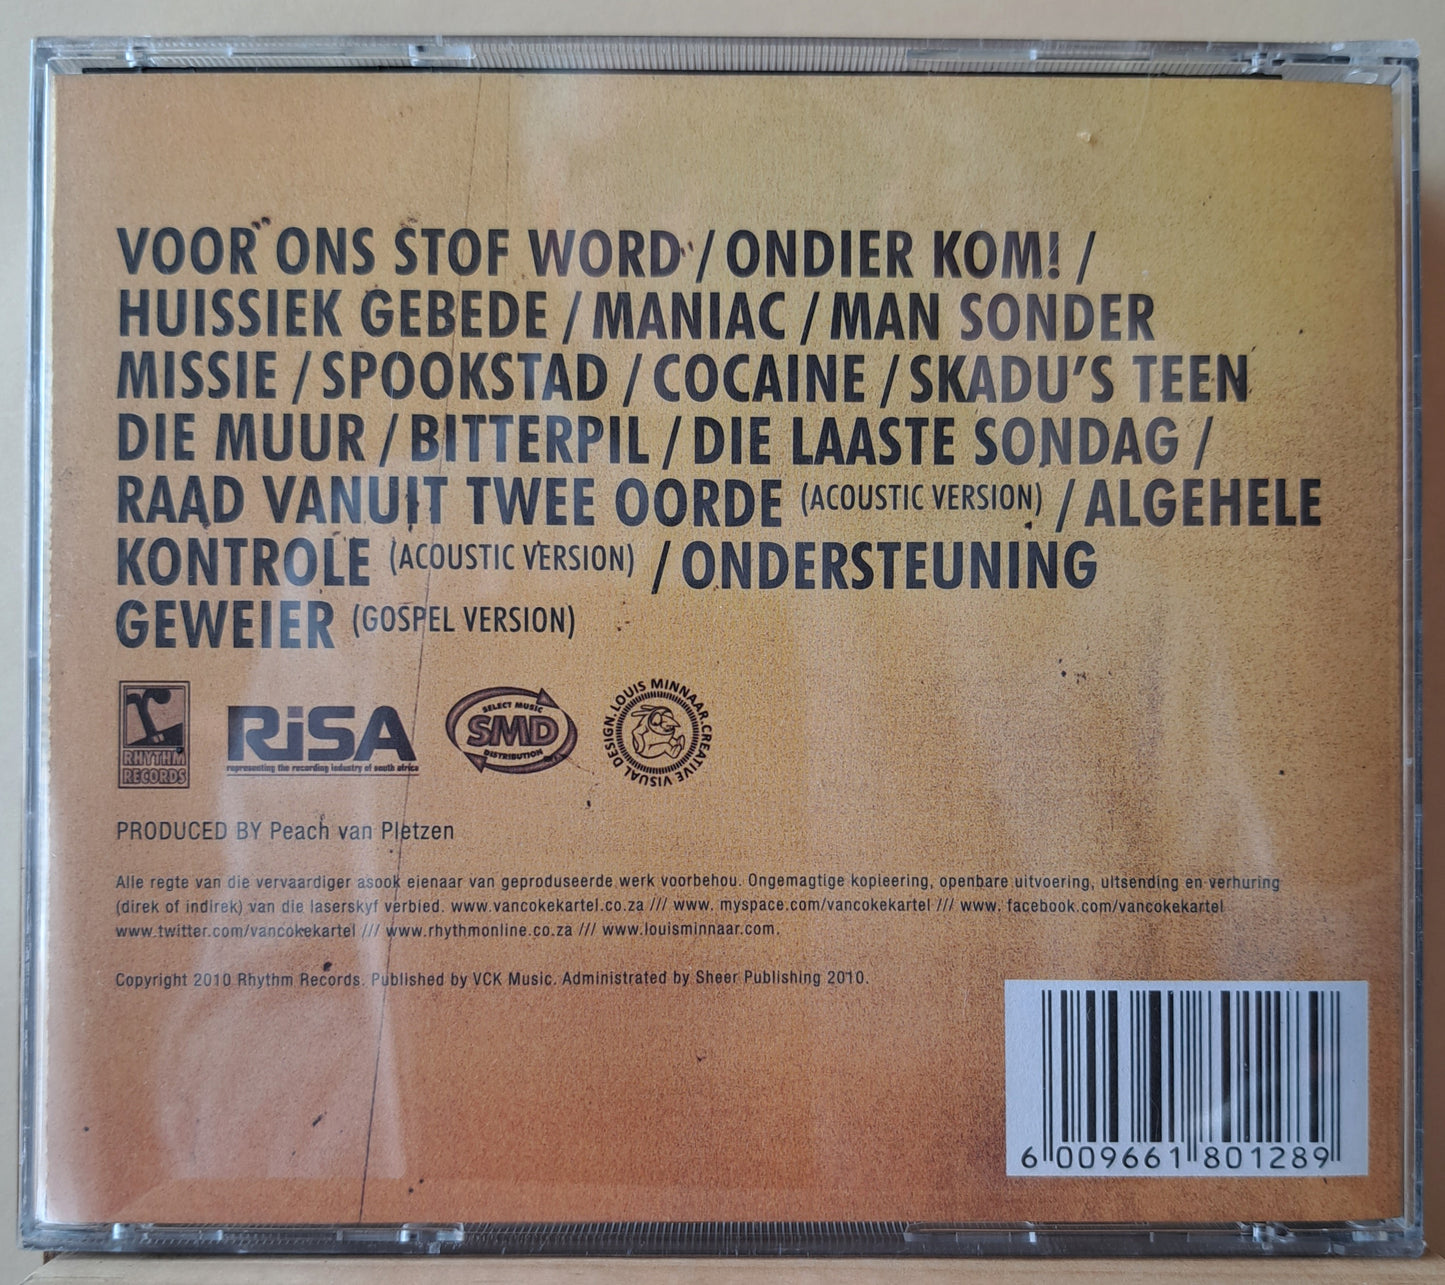 VOOR ONS STOF WORD / ONDIER KOM! /
HUISSIEK GEBEDE / MANIAC / MAN SONDER
MISSIE / SPOOKSTAD / COCAINE / SKADU'S TEEN
DIE MUUR / BITTERPIL / DIE LAASTE SONDAG /
RAAD VANUIT TWEE OORDE (ACOUSTIC VERSION) / ALGEHELE
KONTROLE (ACOUSTIC VERSION) / ONDERSTEUNING
GEWEIER (GOSPEL VERSION)
RHYTHM
RECORDS
RiSA
representing the recording industry of south africa
SELECT MUSIC
SMD
DISTRIBUTION
LOUIS MINNAAR.CREATIVE VISUAL DESIGN.
PRODUCED BY Peach van Pletzen
Alle regte van die vervaardiger asook eienaar van geproduseerde werk voorbehou. Ongemagtige kopieering, openbare uitvoering, uitsending en verhuring
(direk of indirek) van die laserskyf verbied. www.vancokekartel.co.za /// www. myspace.com/vancokekartel /// www. facebook.com/vancokekartel
www.twitter.com/vancokekartel /// www.rhythmonline.co.za /// www.louisminnaar.com.
Copyright 2010 Rhythm Records. Published by VCK Music. Administrated by Sheer Publishing 2010.
6 009661 801289